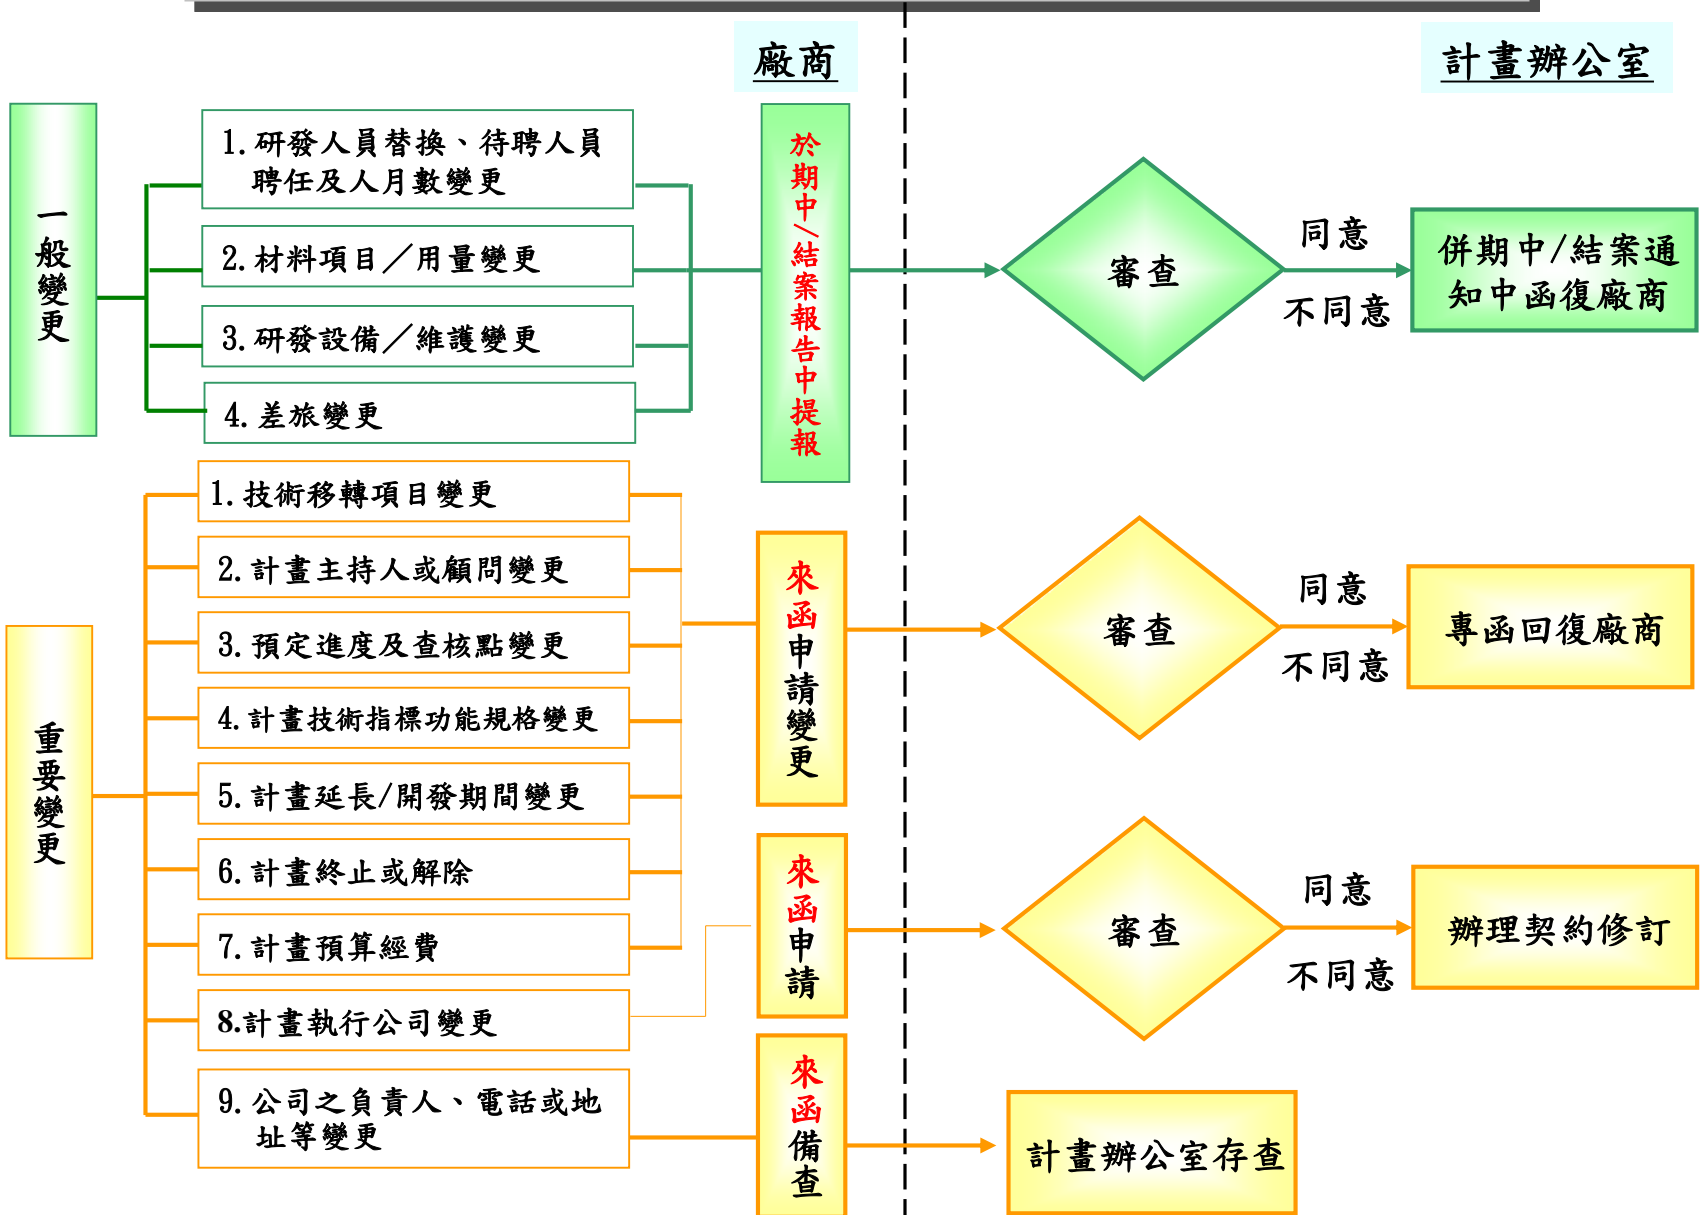 廠商
計畫辦公室
一般變更
1.研發人員替換、待聘人員
聘任及人月數變更
2.材料項目／用量變更
3.研發設備／維護變更
4.差旅變更
於期中/結案報告中提報
審查
同意
不同意
併期中/結案通
知中函復廠商
重要變更
1.技術移轉項目變更
2.計畫主持人或顧問變更
3.預定進度及查核點變更
4.計畫技術指標功能規格變更
5.計畫延長/開發期間變更
6.計畫終止或解除
7.計畫預算經費
8.計畫執行公司變更
9.公司之負責人、電話或地
址等變更
來函申請變更
審查
同意
不同意
專函回復廠商
來函申請
審查
同意
不同意
辦理契約修訂
來函備查
計畫辦公室存查